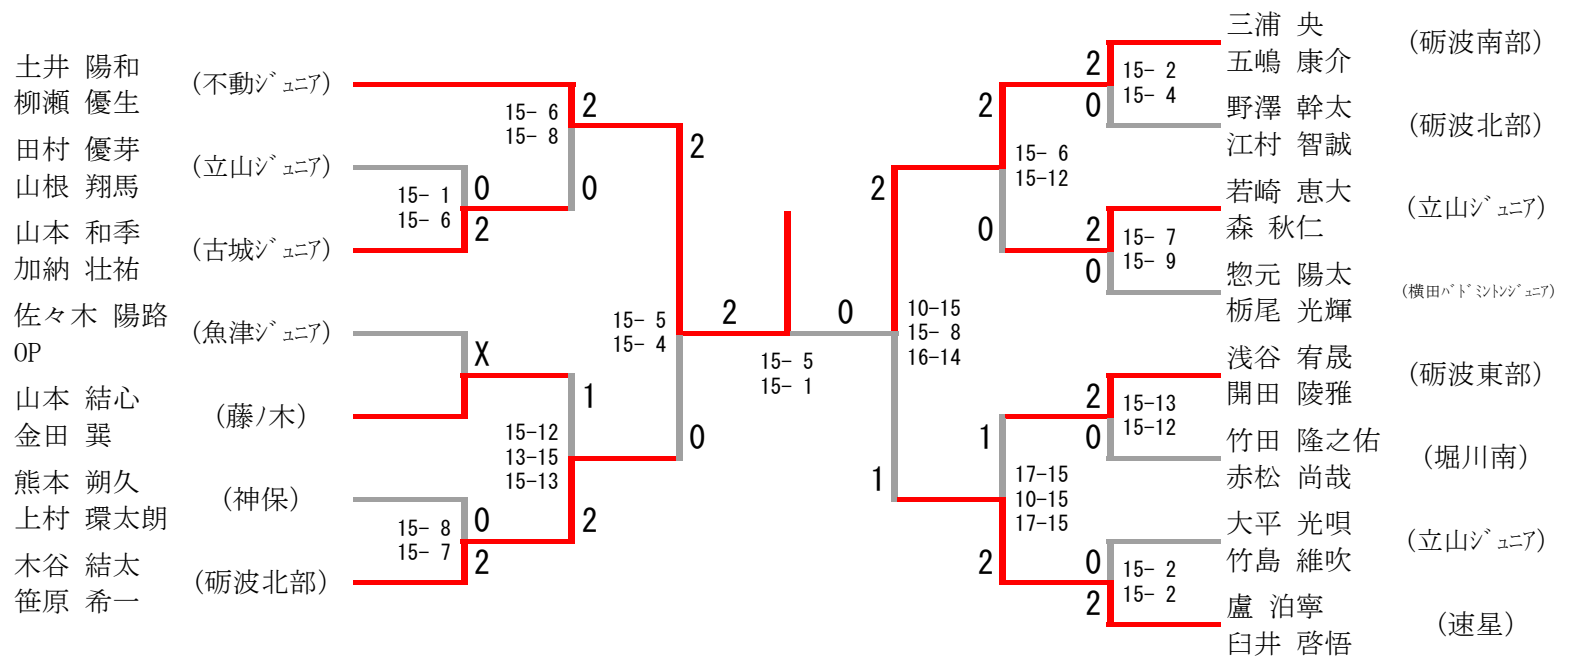 土井 陽和
柳瀬 優生
(不動ｼﾞｭﾆｱ)
田村 優芽
山根 翔馬
(立山ｼﾞｭﾆｱ)
山本 和季
加納 壮祐
(古城ｼﾞｭﾆｱ)
佐々木 陽路
OP
(魚津ｼﾞｭﾆｱ)
山本 結心
金田 巽
(藤ﾉ木)
熊本 朔久
上村 環太朗
(神保)
木谷 結太
笹原 希一
(砺波北部)
15- 6
15- 8
2
0
15- 1
15- 6
0
2
X
15-12
13-15
15-13
1
2
15- 8
15- 7
0
2
15- 5
15- 4
2
0
2
0
15- 5
15- 1
10-15
15- 8
16-14
2
1
15- 6
15-12
2
0
17-15
10-15
17-15
1
2
2
0
15- 2
15- 4
2
0
15- 7
15- 9
2
0
15-13
15-12
0
2
15- 2
15- 2
三浦 央
五嶋 康介
(砺波南部)
野澤 幹太
江村 智誠
(砺波北部)
若崎 恵大
森 秋仁
(立山ｼﾞｭﾆｱ)
惣元 陽太
栃尾 光輝
(横田ﾊﾞﾄﾞﾐﾝﾄﾝｼﾞｭﾆｱ)
浅谷 宥晟
開田 陵雅
(砺波東部)
竹田 隆之佑
赤松 尚哉
(堀川南)
大平 光唄
竹島 維吹
(立山ｼﾞｭﾆｱ)
盧 泊寧
臼井 啓悟
(速星)